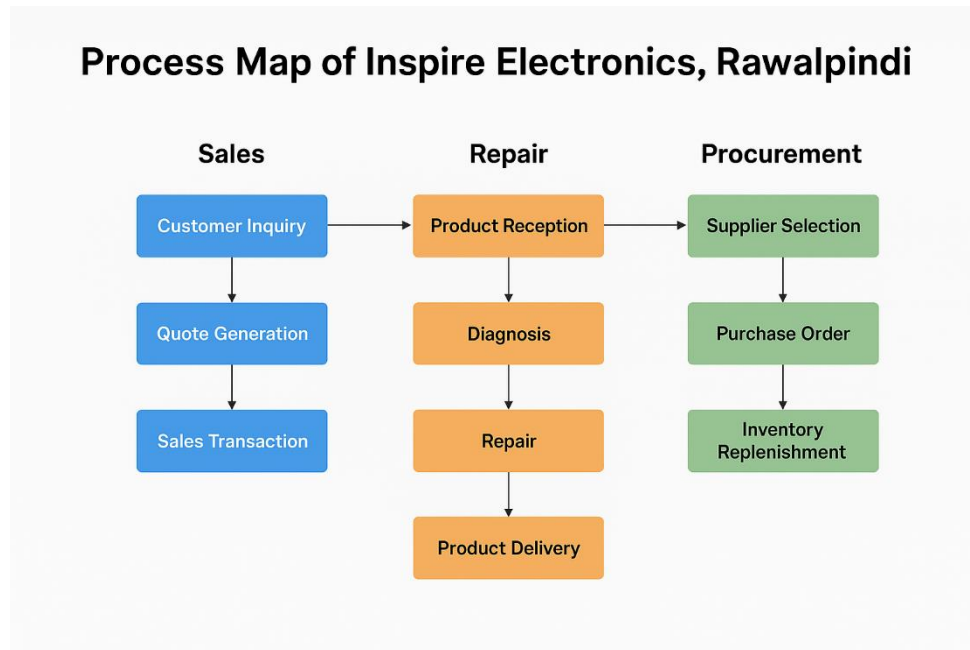 Process Map of Inspire Electronics, Rawalpindi
Sales
Repair
Procurement
Customer Inquiry
Product Reception
Supplier Selection
Quote Generation
Diagnosis
Purchase Order
Sales Transaction
Repair
Inventory
Replenishment
Product Delivery